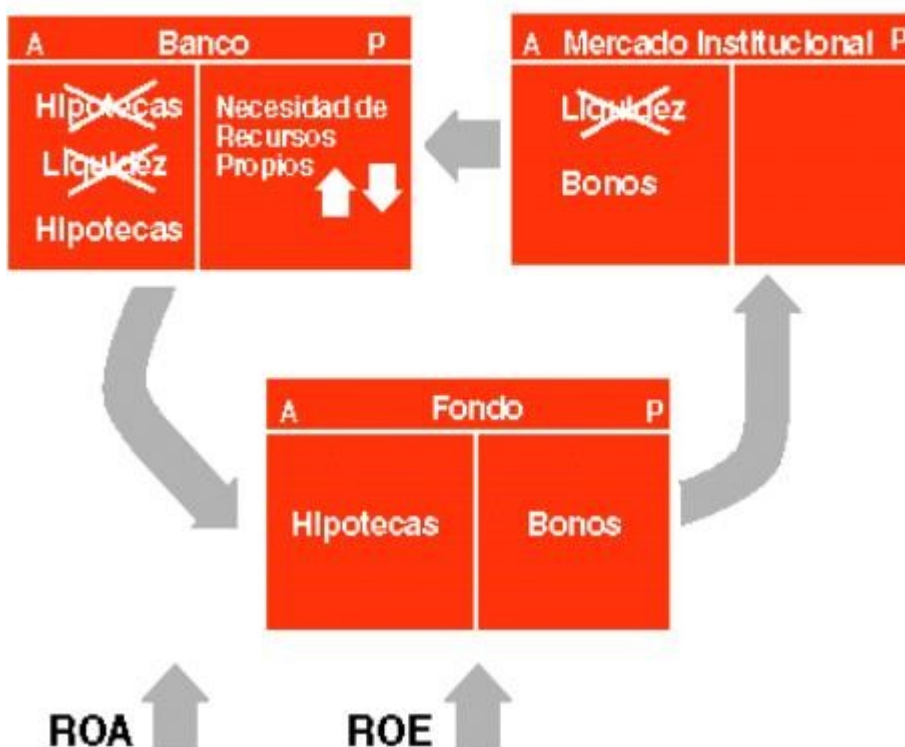 A Banco P
Hipotecas
Liquidez
Hipotecas
Necesidad de
Recursos
Propios
A Mercado Institucional P
Liquidez
Bonos
A Fondo P
Hipotecas
Bonos
ROA
ROE